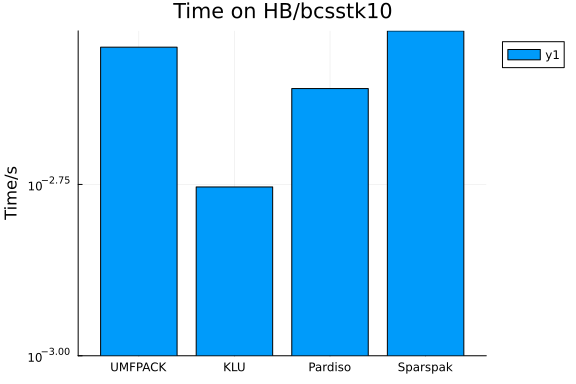 Time on HB/bcsstk10
y1
Time/s
10^−2.75
10^−3.00
UMFPACK KLU Pardiso Sparspak